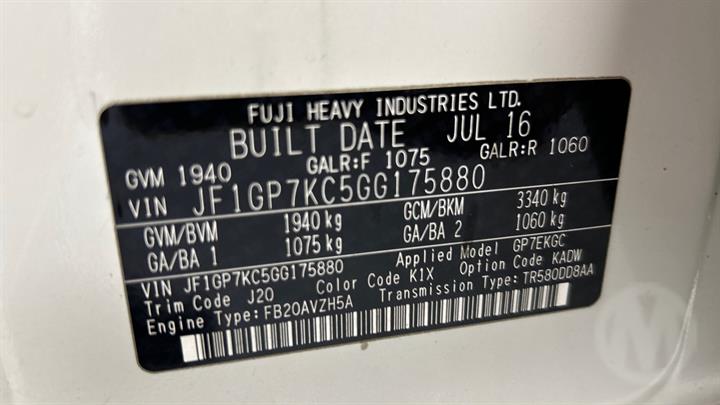 FUJI HEAVY INDUSTRIES LTD.
BUILT DATE JUL 16
GVM 1940 GALR:F 1075 GALR:R 1060
VIN JF1GP7KC5GG175880
GVM/BVM 1940 kg GCM/BKM 3340 kg
GA/BA 1 1075 kg GA/BA 2 1060 kg
VIN JF1GP7KC5GG175880 Applied Model GP7EKGC
Trim Code J20 Color Code K1X Option Code KADW
Engine Type:FB20AVZH5A Transmission Type:TR580DD8AA
M